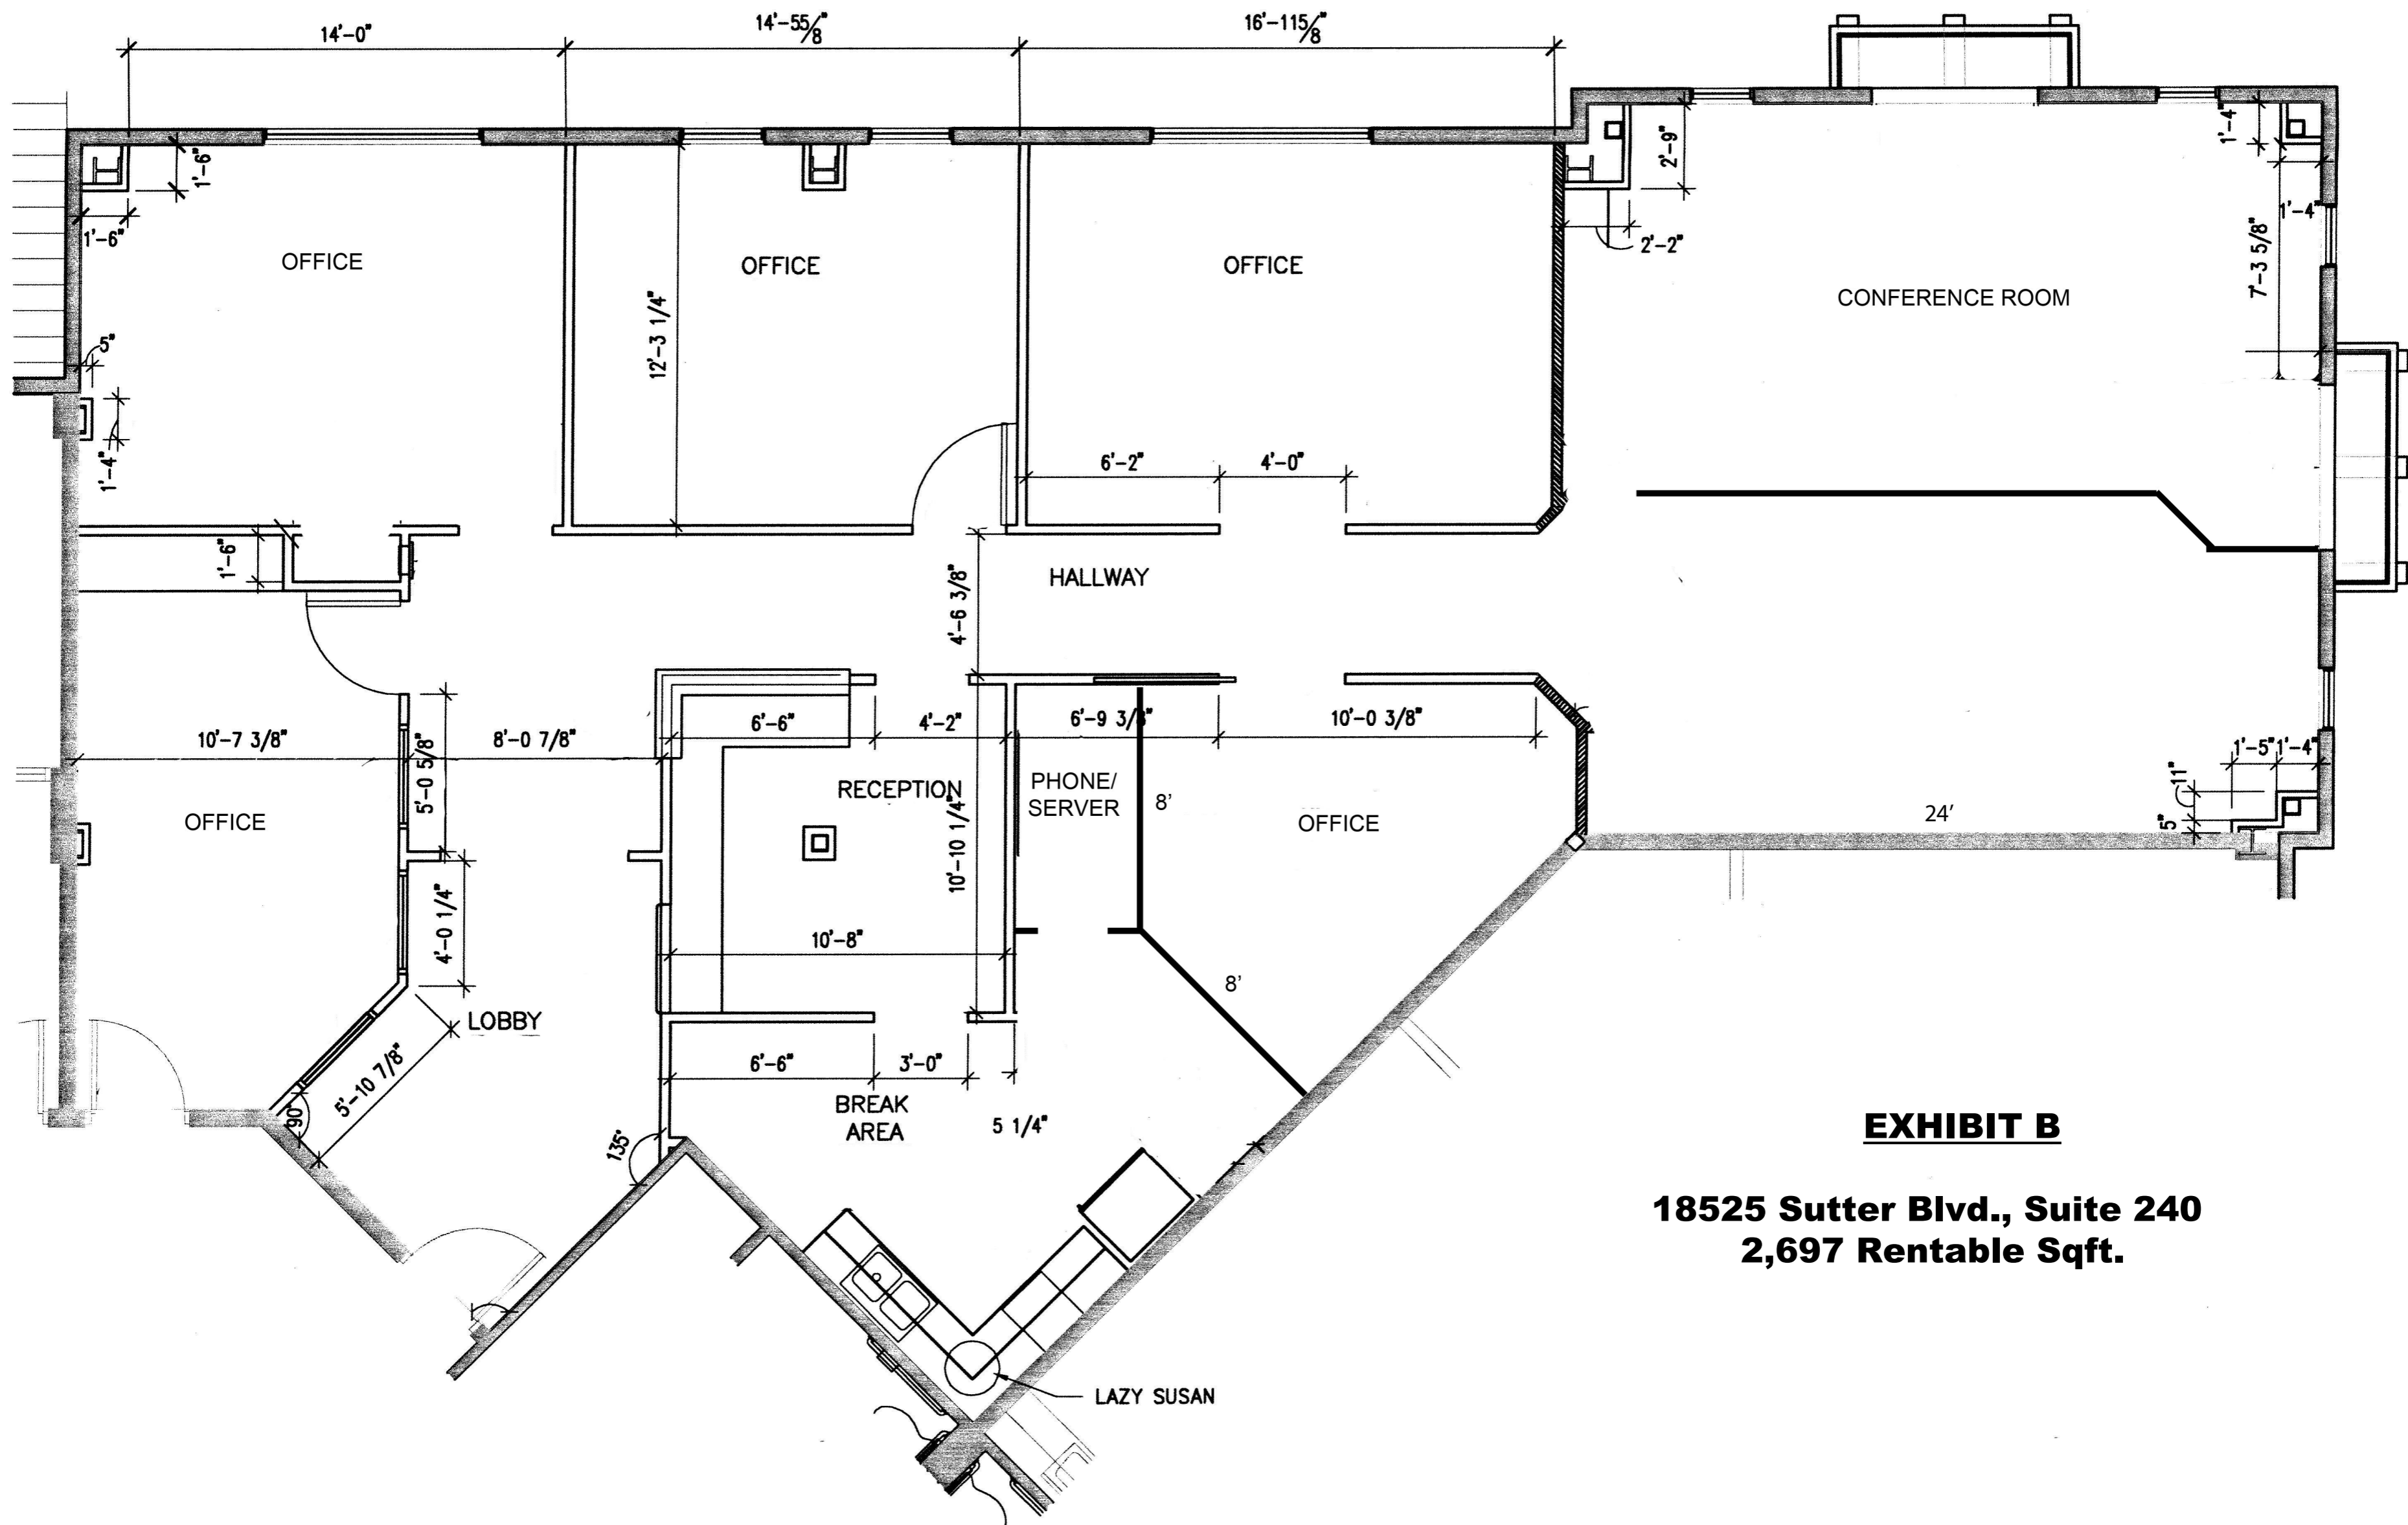 14'-0"
14'-55/8"
16'-115/8"
1'-6"
1'-6"
2'-9"
2'-2"
1'-4"
1'-4"
7'-3 5/8"
OFFICE
OFFICE
OFFICE
CONFERENCE ROOM
12'-3 1/4"
5"
1'-4"
6'-2"
4'-0"
1'-6"
HALLWAY
4'-6 3/8"
10'-7 3/8"
8'-0 7/8"
5'-0 5/8"
6'-6"
4'-2"
6'-9 3/8"
10'-0 3/8"
1'-5"
1'-4"
11"
5"
RECEPTION
PHONE/
SERVER
8'
OFFICE
OFFICE
24'
10'-10 1/4"
4'-0 1/4"
10'-8"
8'
LOBBY
5'-10 7/8"
90°
135°
6'-6"
3'-0"
BREAK
AREA
5 1/4"
LAZY SUSAN
EXHIBIT B
18525 Sutter Blvd., Suite 240
2,697 Rentable Sqft.